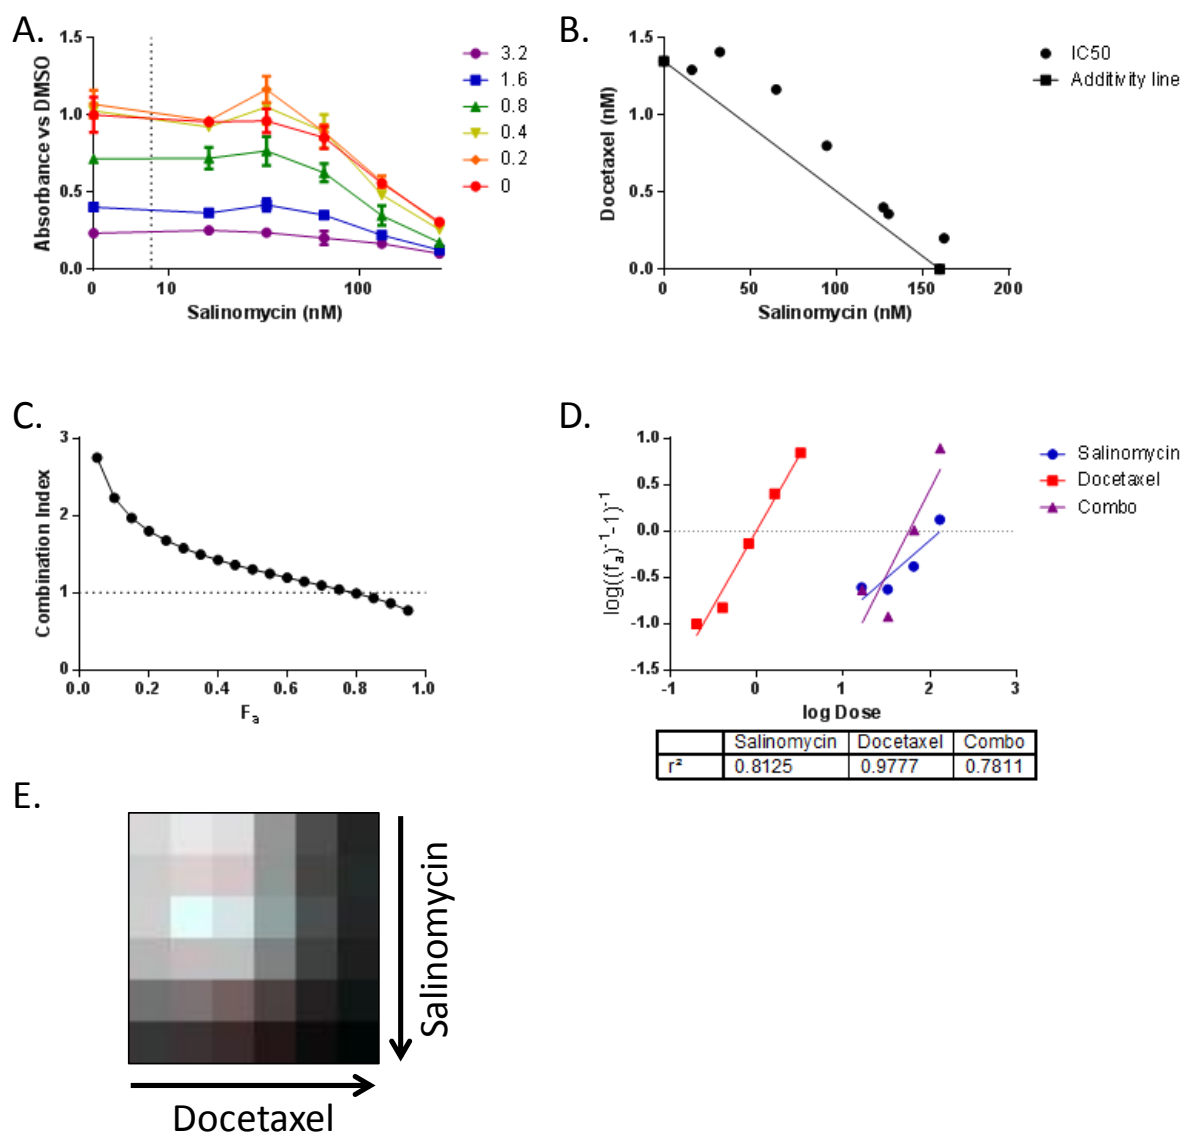 A.
1.5
1.0
0.5
0.0
Absorbance vs DMSO
0 10 100
Salinomycin (nM)
3.2
1.6
0.8
0.4
0.2
0
B.
1.5
1.0
0.5
0.0
Docetaxel (nM)
0 50 100 150 200
Salinomycin (nM)
IC50
Additivity line
C.
3
2
1
0
Combination Index
0.0 0.2 0.4 0.6 0.8 1.0
Fa
D.
1.0
0.5
0.0
-0.5
-1.0
-1.5
log((fa)⁻¹-1)⁻¹
-1 0 1 2 3
log Dose
Salinomycin
Docetaxel
Combo
Salinomycin Docetaxel Combo
r² 0.8125 0.9777 0.7811
E.
Salinomycin
Docetaxel